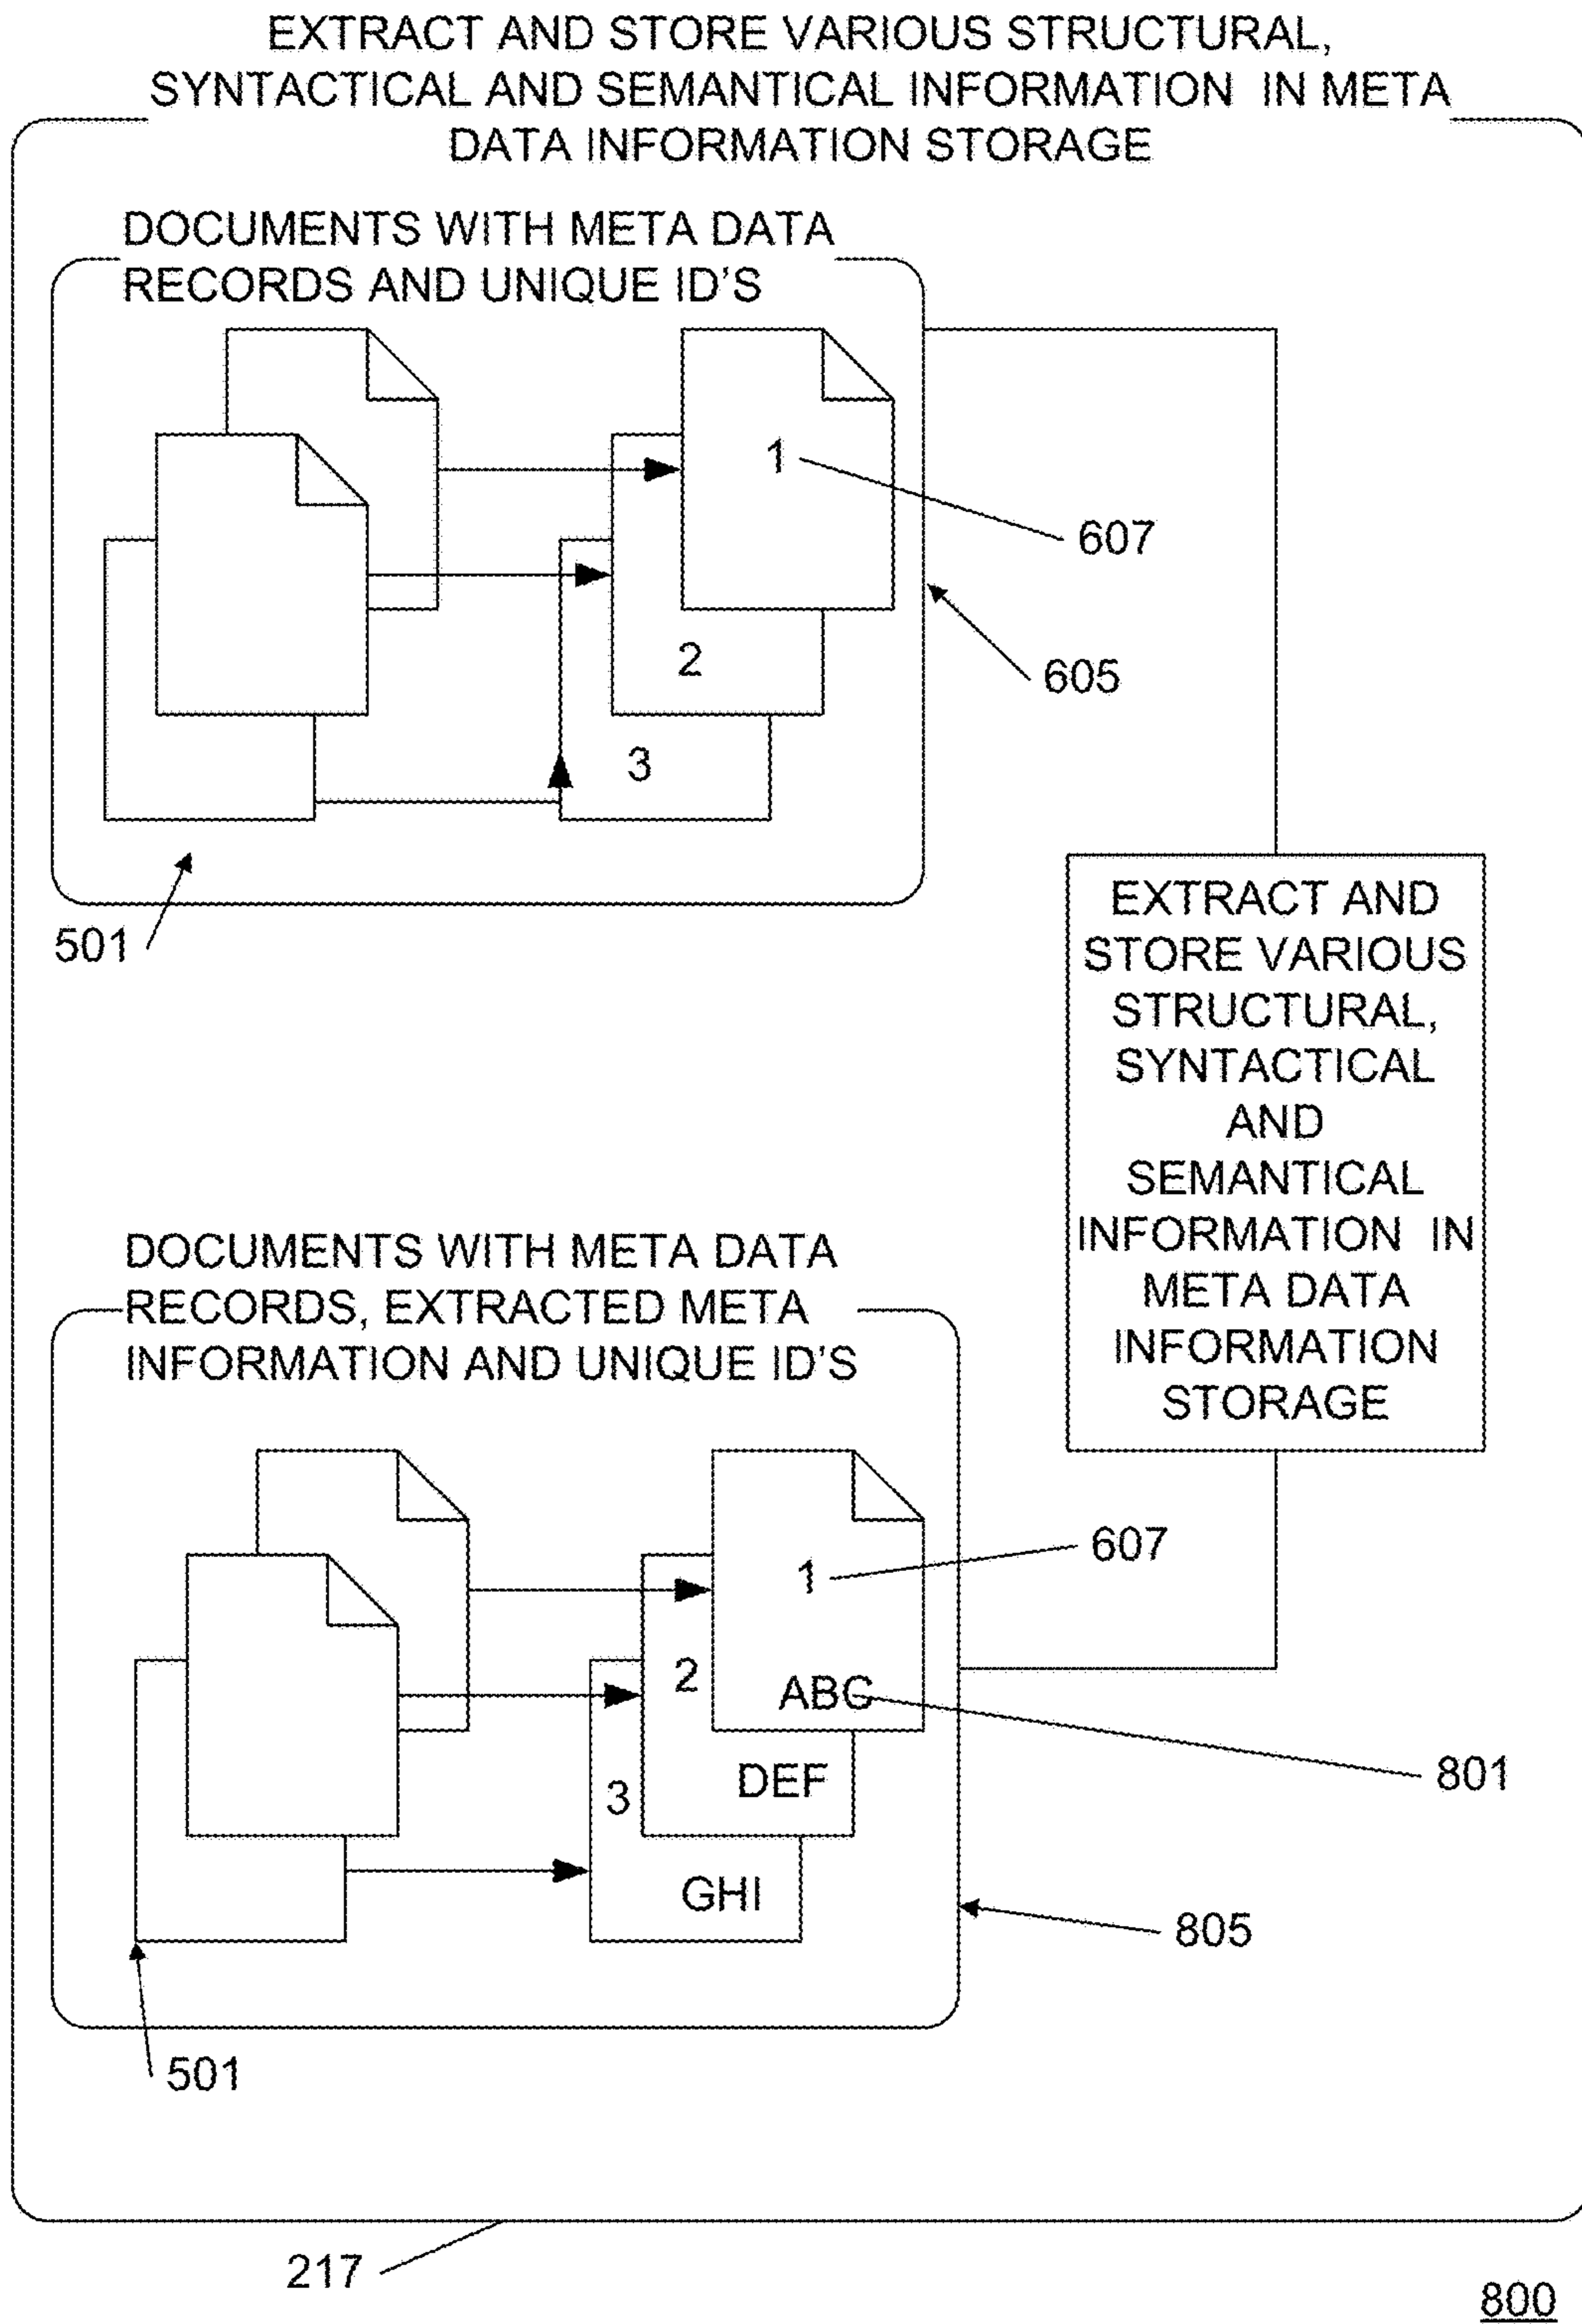 EXTRACT AND STORE VARIOUS STRUCTURAL,
SYNTACTICAL AND SEMANTICAL INFORMATION IN META
DATA INFORMATION STORAGE
DOCUMENTS WITH META DATA
RECORDS AND UNIQUE ID'S
1
607
2
605
3
501
EXTRACT AND
STORE VARIOUS
STRUCTURAL,
SYNTACTICAL
AND
SEMANTICAL
INFORMATION IN
META DATA
INFORMATION
STORAGE
DOCUMENTS WITH META DATA
RECORDS, EXTRACTED META
INFORMATION AND UNIQUE ID'S
1
607
2
ABC
801
3
DEF
GHI
805
501
217
800